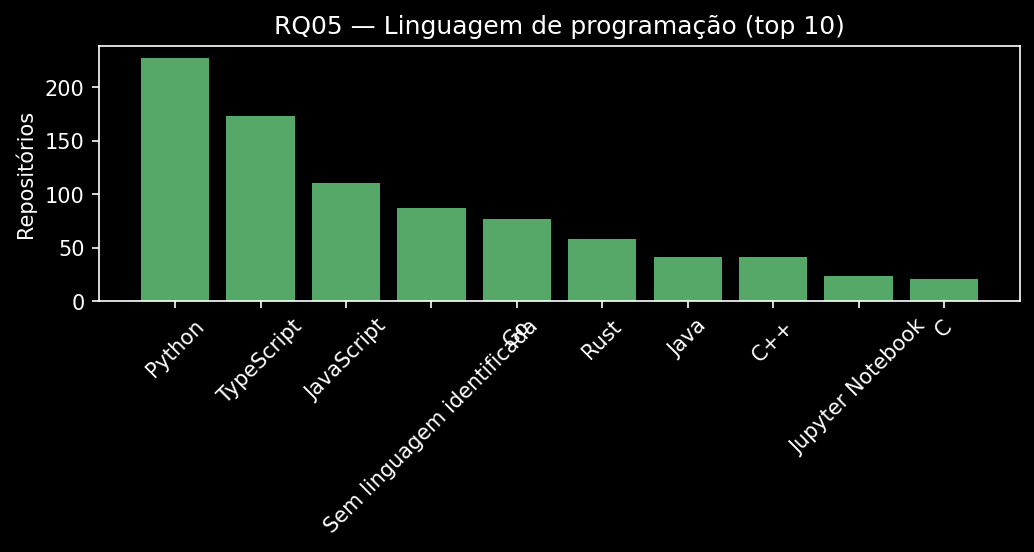 RQ05 — Linguagem de programação (top 10)
Repositórios
200
150
100
50
0
Python
TypeScript
JavaScript
Sem linguagem identificada
Go
Rust
Java
C++
Jupyter Notebook
C